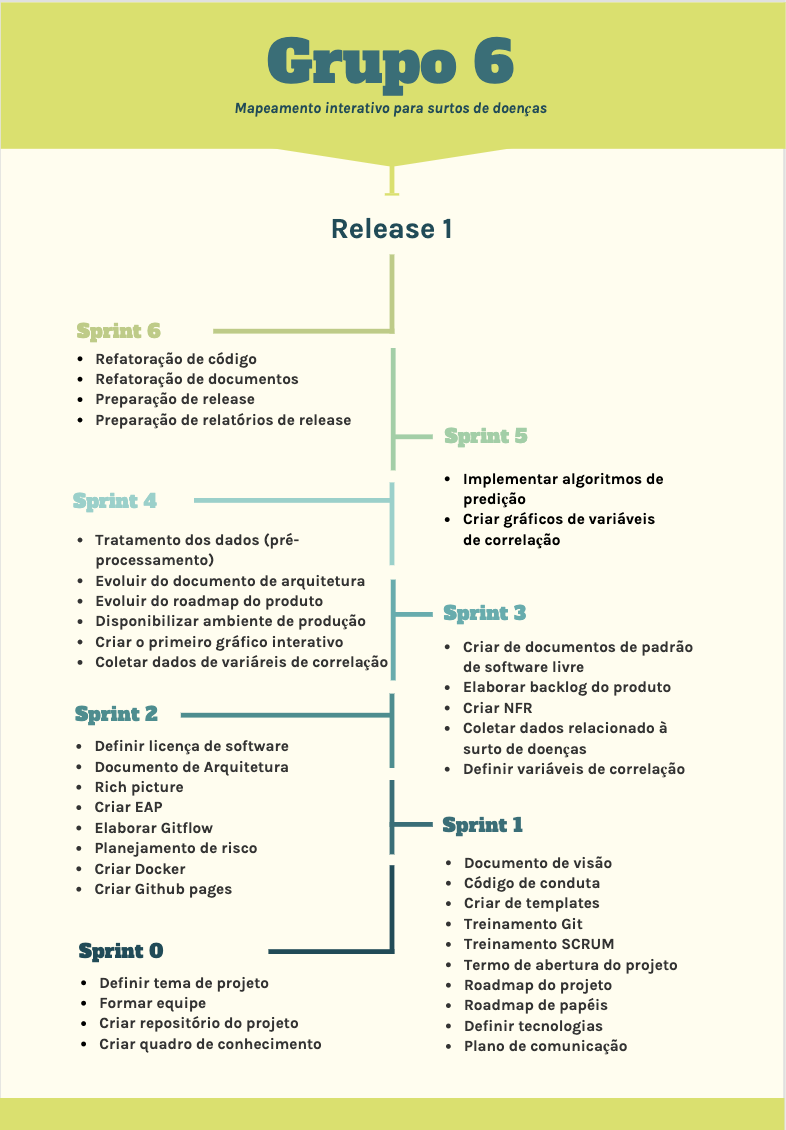 Grupo 6
Mapeamento interativo para surtos de doenças
Release 1
Sprint 6
• Refatoração de código
• Refatoração de documentos
• Preparação de release
• Preparação de relatórios de release
Sprint 5
• Implementar algoritmos de
predição
• Criar gráficos de variáveis
de correlação
Sprint 4
• Tratamento dos dados (pré-
processamento)
• Evoluir do documento de arquitetura
• Evoluir do roadmap do produto
• Disponibilizar ambiente de produção
• Criar o primeiro gráfico interativo
• Coletar dados de variáreis de correlação
Sprint 3
• Criar de documentos de padrão
de software livre
• Elaborar backlog do produto
• Criar NFR
• Coletar dados relacionado à
surto de doenças
• Definir variáveis de correlação
Sprint 2
• Definir licença de software
• Documento de Arquitetura
• Rich picture
• Criar EAP
• Elaborar Gitflow
• Planejamento de risco
• Criar Docker
• Criar Github pages
Sprint 1
• Documento de visão
• Código de conduta
• Criar de templates
• Treinamento Git
• Treinamento SCRUM
• Termo de abertura do projeto
• Roadmap do projeto
• Roadmap de papéis
• Definir tecnologias
• Plano de comunicação
Sprint 0
• Definir tema de projeto
• Formar equipe
• Criar repositório do projeto
• Criar quadro de conhecimento